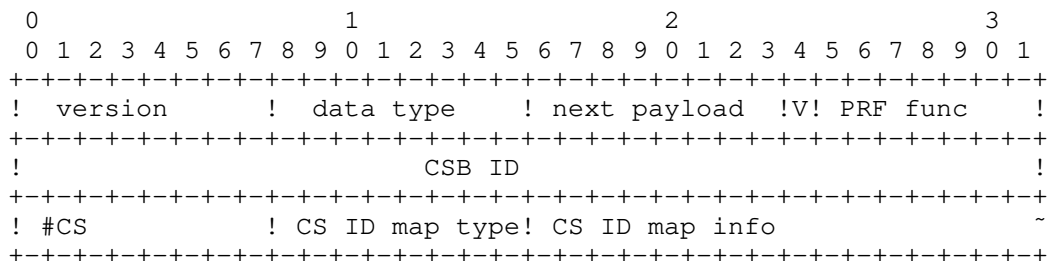 0                   1                   2                   3
 0 1 2 3 4 5 6 7 8 9 0 1 2 3 4 5 6 7 8 9 0 1 2 3 4 5 6 7 8 9 0 1
+-+-+-+-+-+-+-+-+-+-+-+-+-+-+-+-+-+-+-+-+-+-+-+-+-+-+-+-+-+-+-+-+
!  version      !  data type    ! next payload  !V! PRF func    !
+-+-+-+-+-+-+-+-+-+-+-+-+-+-+-+-+-+-+-+-+-+-+-+-+-+-+-+-+-+-+-+-+
!                         CSB ID                                !
+-+-+-+-+-+-+-+-+-+-+-+-+-+-+-+-+-+-+-+-+-+-+-+-+-+-+-+-+-+-+-+-+
! #CS           ! CS ID map type! CS ID map info                ~
+-+-+-+-+-+-+-+-+-+-+-+-+-+-+-+-+-+-+-+-+-+-+-+-+-+-+-+-+-+-+-+-+